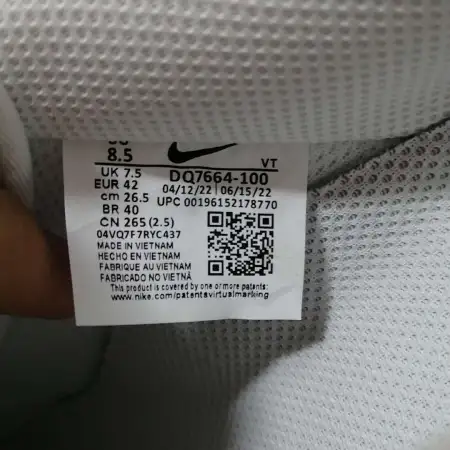 8.5
VT
UK 7.5
DQ7664-100
EUR 42
04/12/22 | 06/15/22
cm 26.5
UPC 00196152178770
BR 40
CN 265 (2.5)
04VQ7F7RYC437
MADE IN VIETNAM
HECHO EN VIETNAM
FABRIQUE AU VIETNAM
FABRICADO NO VIETNÃ
This product is covered by one or more patents:
www.nike.com/patentsvirtualmarking